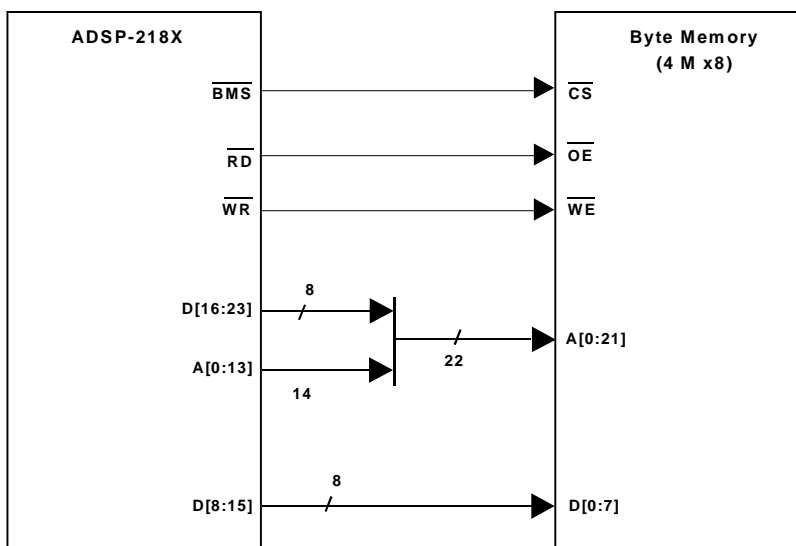 ADSP-218X
Byte Memory
(4 M x8)
BMS
CS
RD
OE
WR
WE
D[16:23]
8
A[0:13]
14
22
A[0:21]
D[8:15]
8
D[0:7]